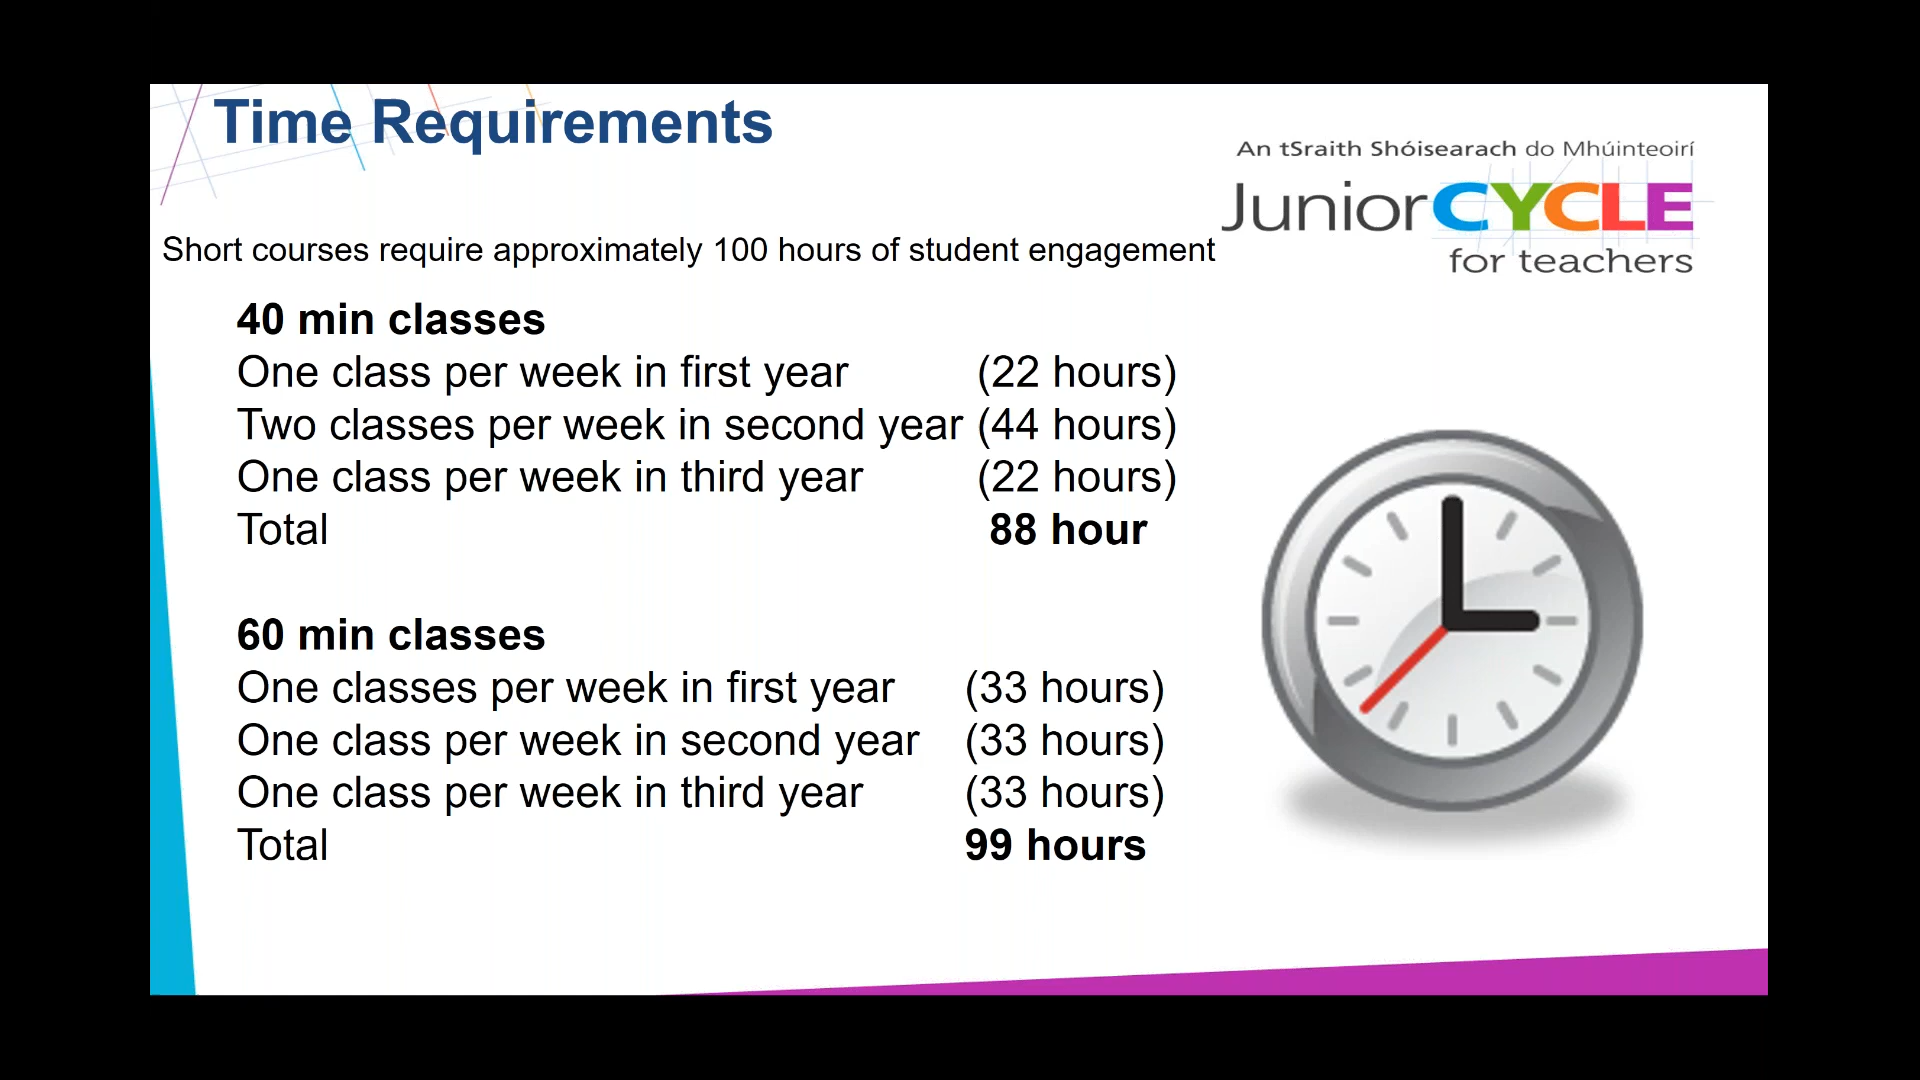 Time Requirements
An tSraith Shóisearach do Mhúinteoirí
JuniorCYCLE
for teachers
Short courses require approximately 100 hours of student engagement
40 min classes
One class per week in first year (22 hours)
Two classes per week in second year (44 hours)
One class per week in third year (22 hours)
Total 88 hour
60 min classes
One classes per week in first year (33 hours)
One class per week in second year (33 hours)
One class per week in third year (33 hours)
Total 99 hours